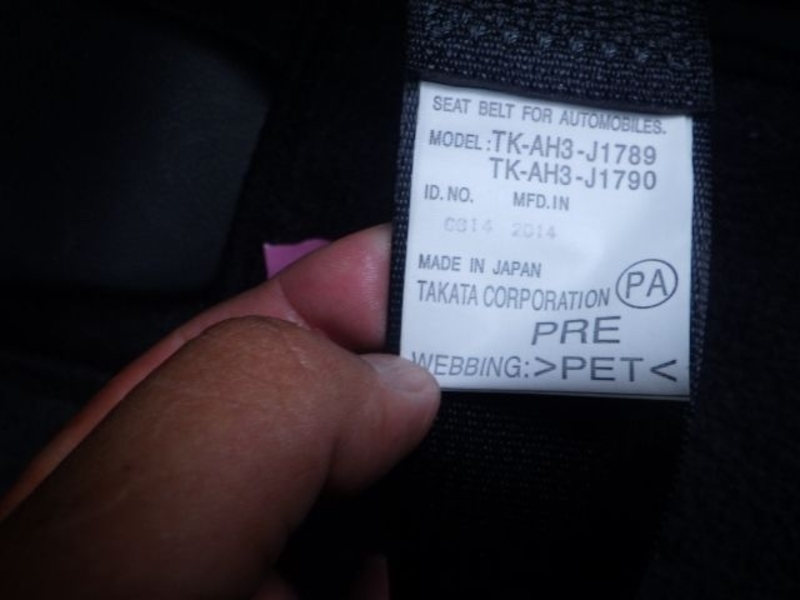 SEAT BELT FOR AUTOMOBILES.
MODEL:TK-AH3-J1789
TK-AH3-J1790
ID.NO. MFD.IN
2014
MADE IN JAPAN
TAKATA CORPORATION PA
PRE
WEBBING:>PET<